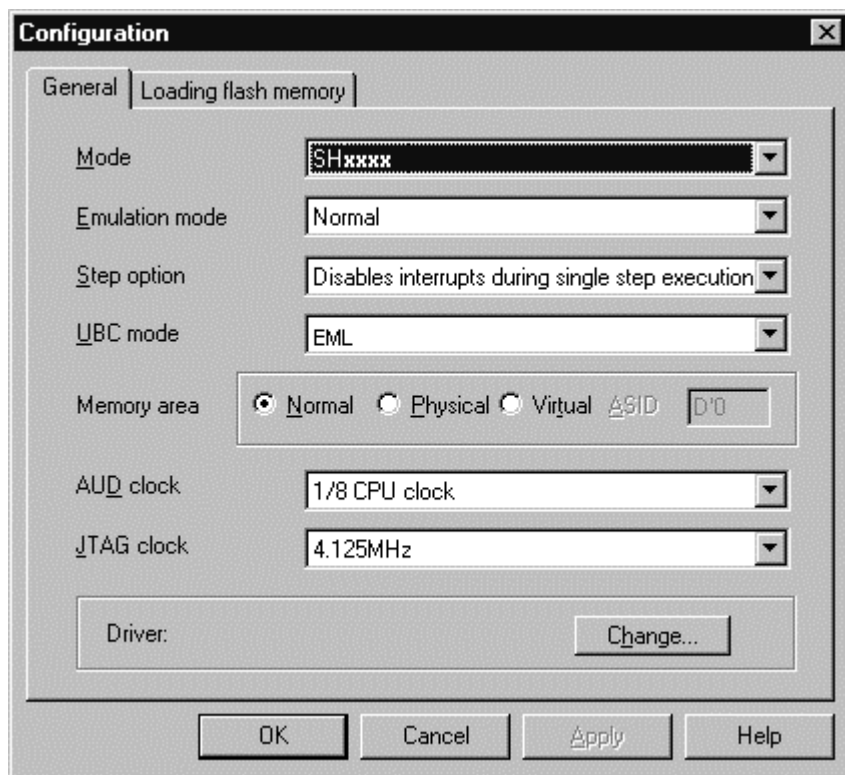 Configuration
General Loading flash memory
Mode SHxxxx
Emulation mode Normal
Step option Disables interrupts during single step execution
UBC mode EML
Memory area Normal Physical Virtual ASID D'0
AUD clock 1/8 CPU clock
JTAG clock 4.125MHz
Driver: Change...
OK Cancel Apply Help